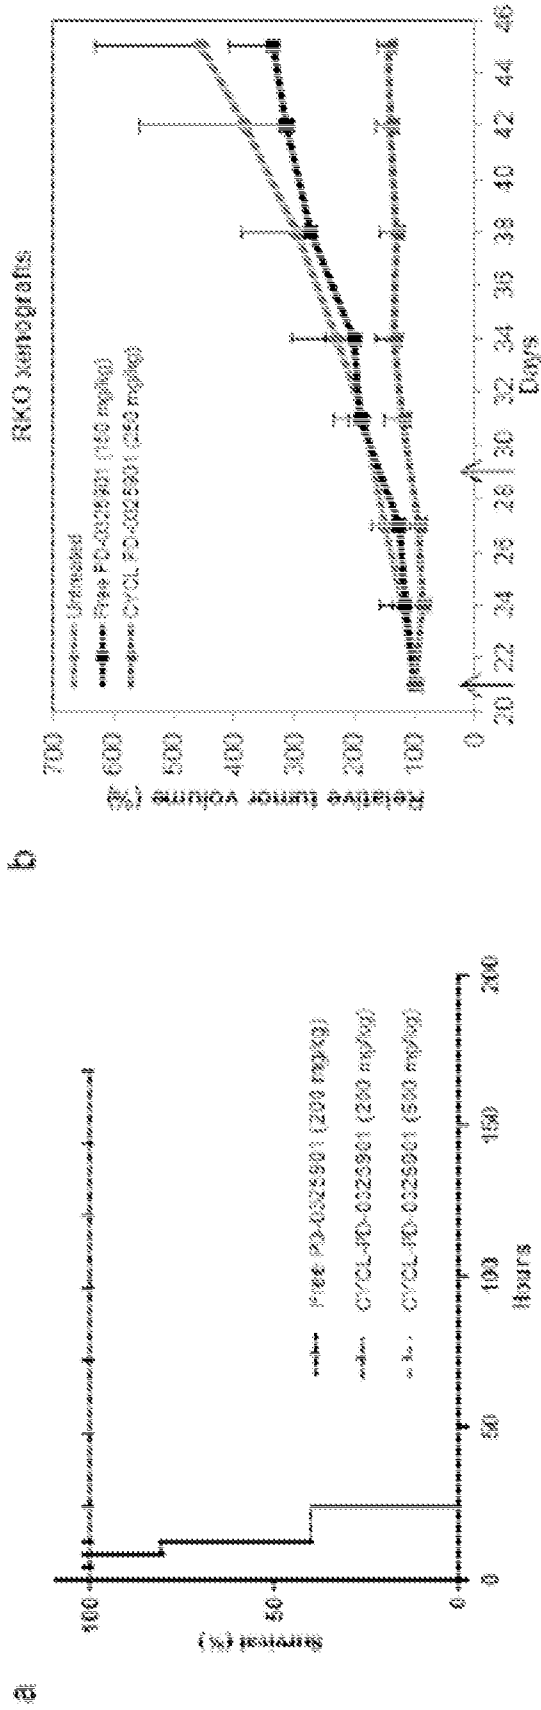 a
Survival (%)
100
50
0
0 50 100 150 200
Hours
Free PD-0325901 (200 mg/kg)
CYCL-PD-0325901 (200 mg/kg)
CYCL-PD-0325901 (500 mg/kg)
b
RKO xenografts
Relative tumor volume %
700
600
500
400
300
200
100
0
20 22 24 26 28 30 32 34 36 38 40 42 44 46
Days
Untreated
Free PD-0325901 (150 mg/kg)
CYCL PD-0325901 (250 mg/kg)